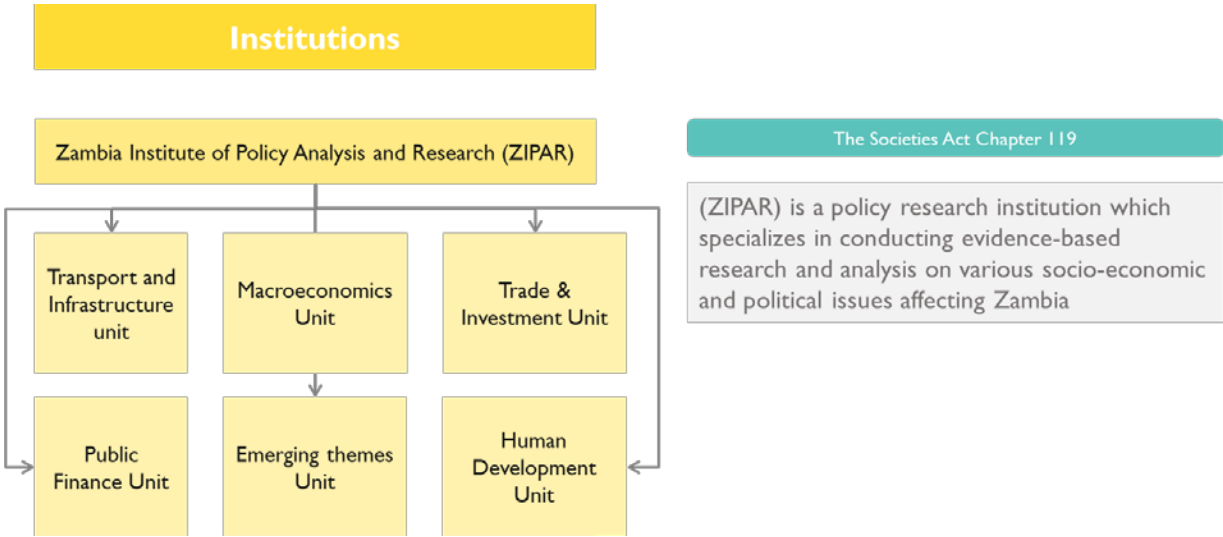 Institutions
Zambia Institute of Policy Analysis and Research (ZIPAR)
The Societies Act Chapter 119
(ZIPAR) is a policy research institution which
specializes in conducting evidence-based
research and analysis on various socio-economic
and political issues affecting Zambia
Transport and
Infrastructure
unit
Macroeconomics
Unit
Trade &
Investment Unit
Public
Finance Unit
Emerging themes
Unit
Human
Development
Unit